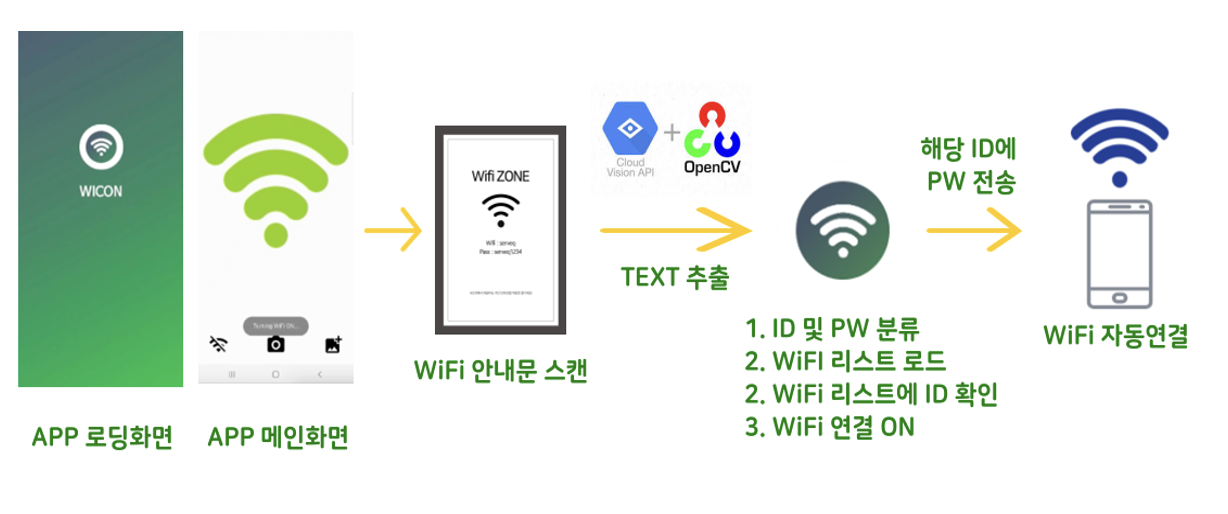 WICON
Turning WiFi ON...
APP 로딩화면
APP 메인화면
Wifi ZONE
Wifi : senveq
Pass : senveq5254
WiFi 안내문 스캔
Cloud
Vision API
+
OpenCV
TEXT 추출
1. ID 및 PW 분류
2. WiFI 리스트 로드
2. WiFi 리스트에 ID 확인
3. WiFi 연결 ON
해당 ID에
PW 전송
WiFi 자동연결